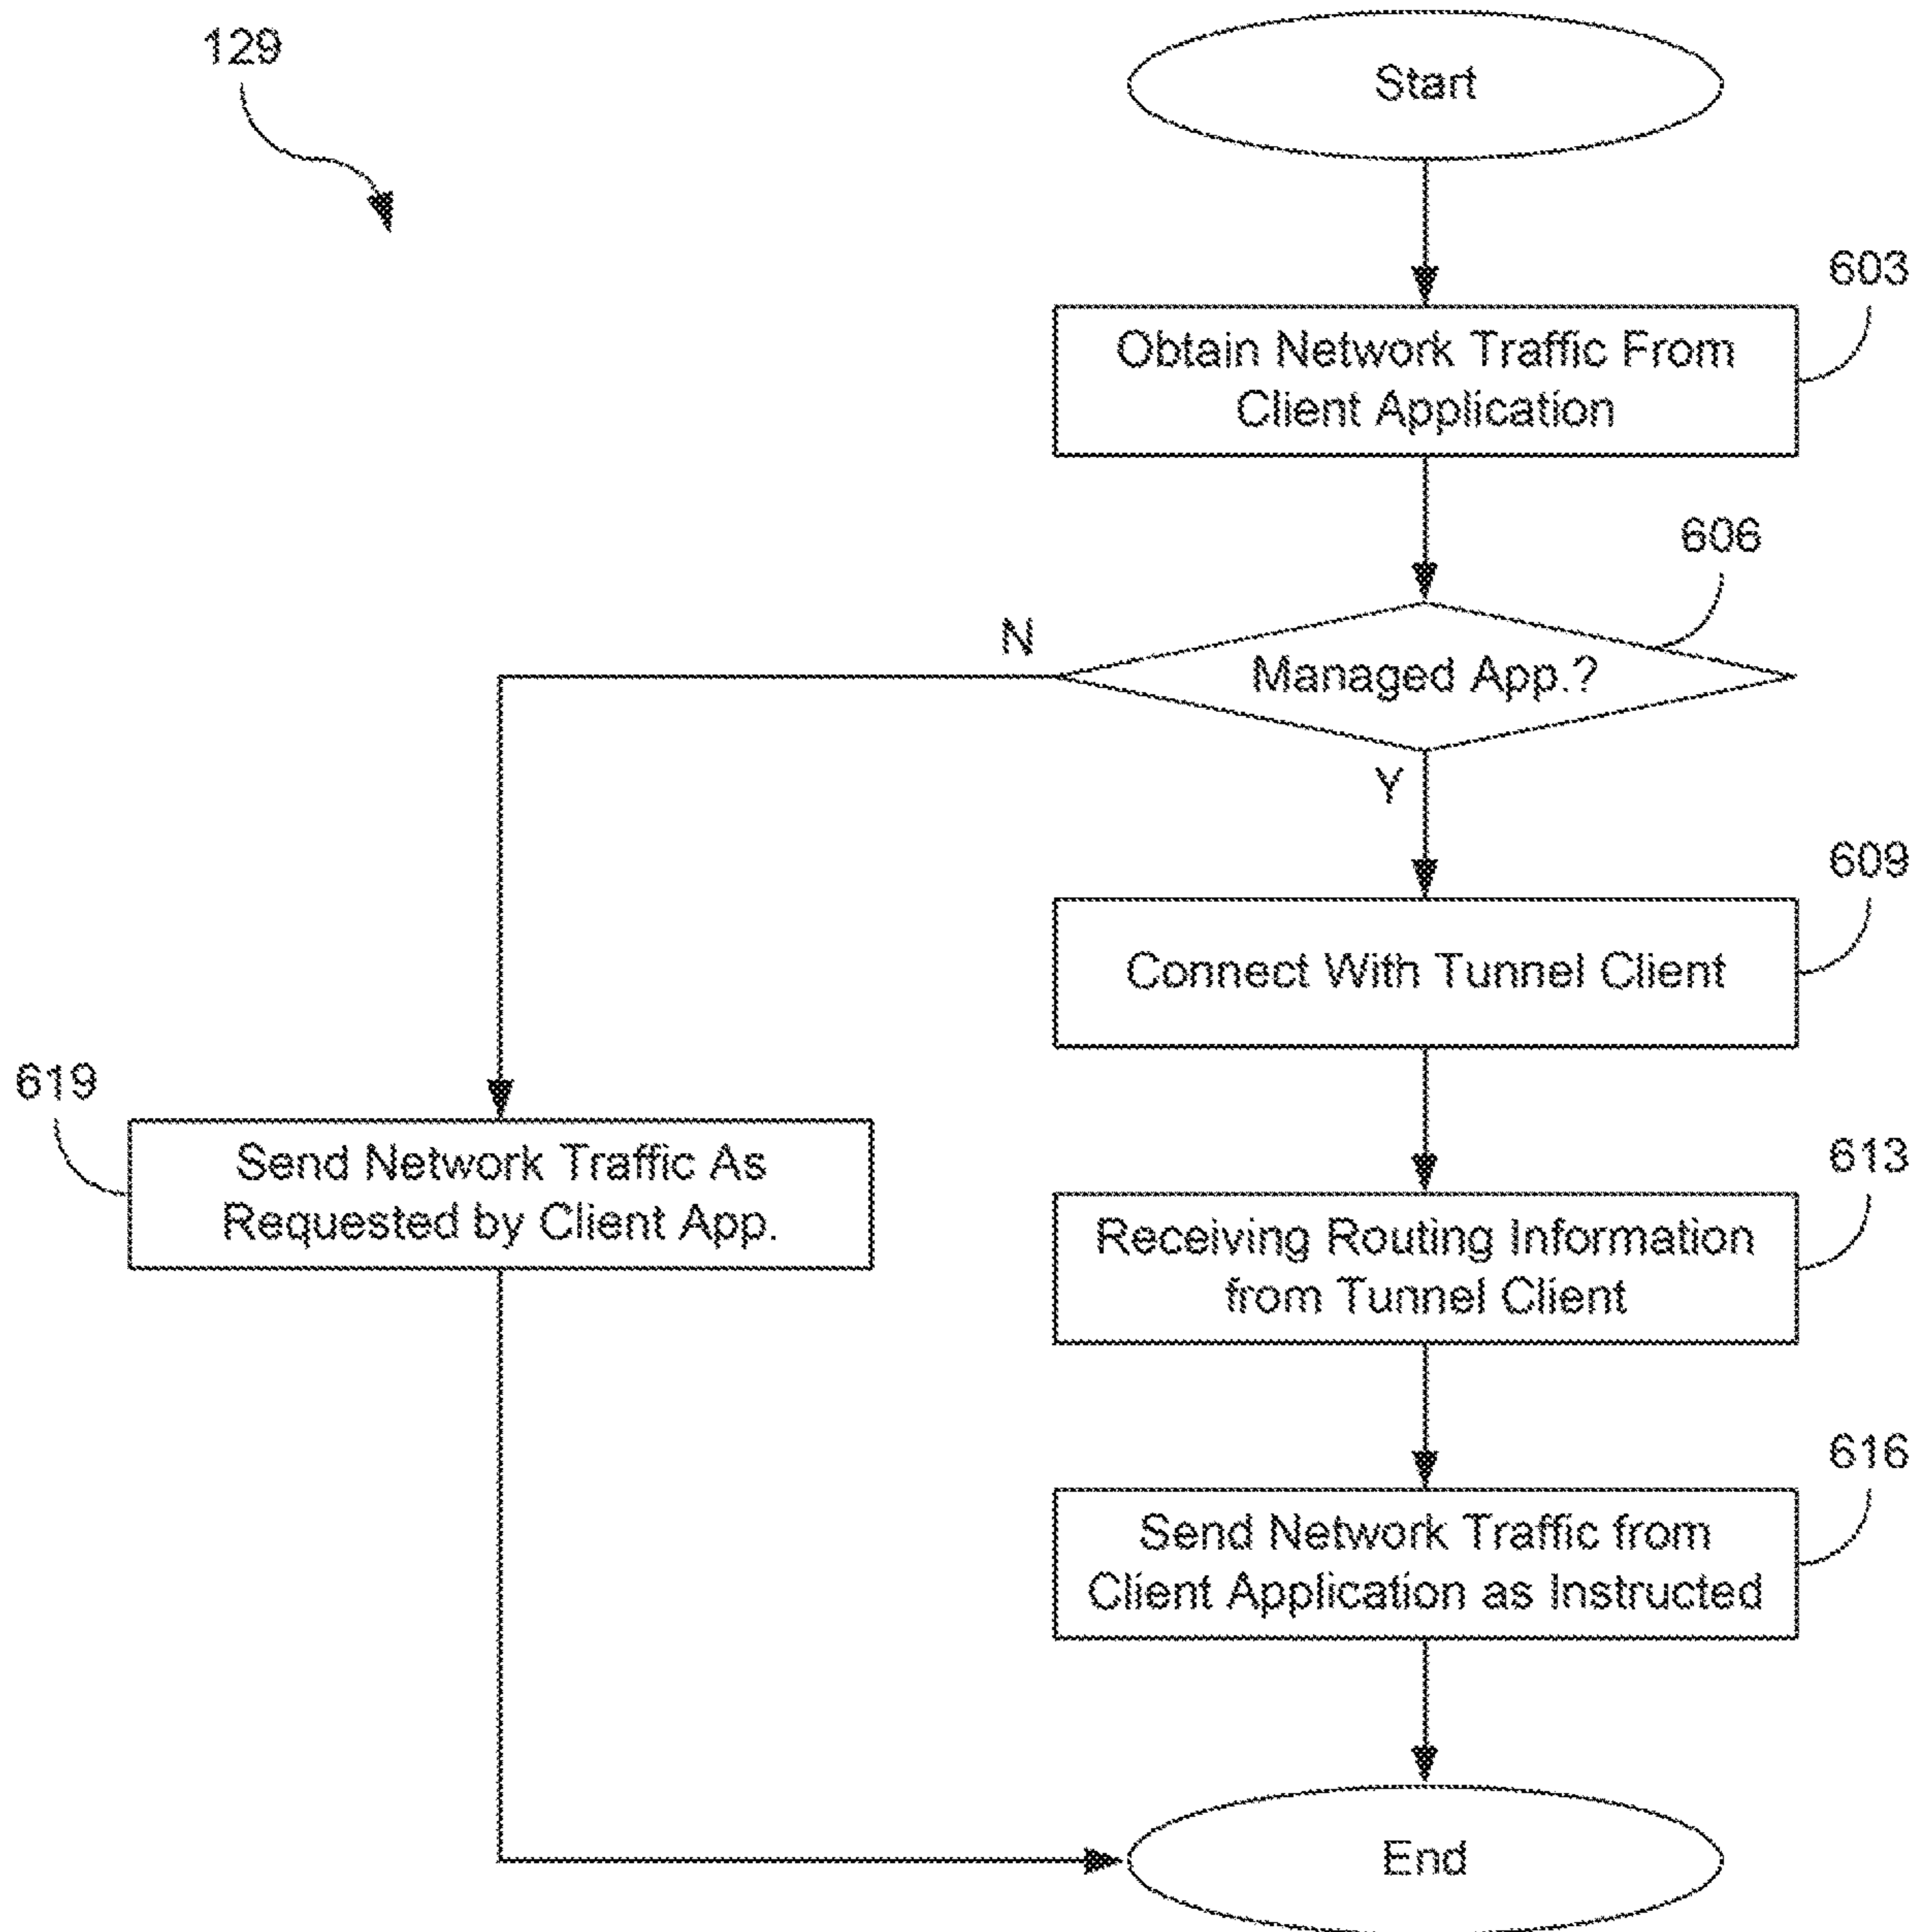 129
Start
603
Obtain Network Traffic From
Client Application
606
N
Managed App.?
Y
609
Connect With Tunnel Client
619
Send Network Traffic As
Requested by Client App.
613
Receiving Routing Information
from Tunnel Client
616
Send Network Traffic from
Client Application as Instructed
End